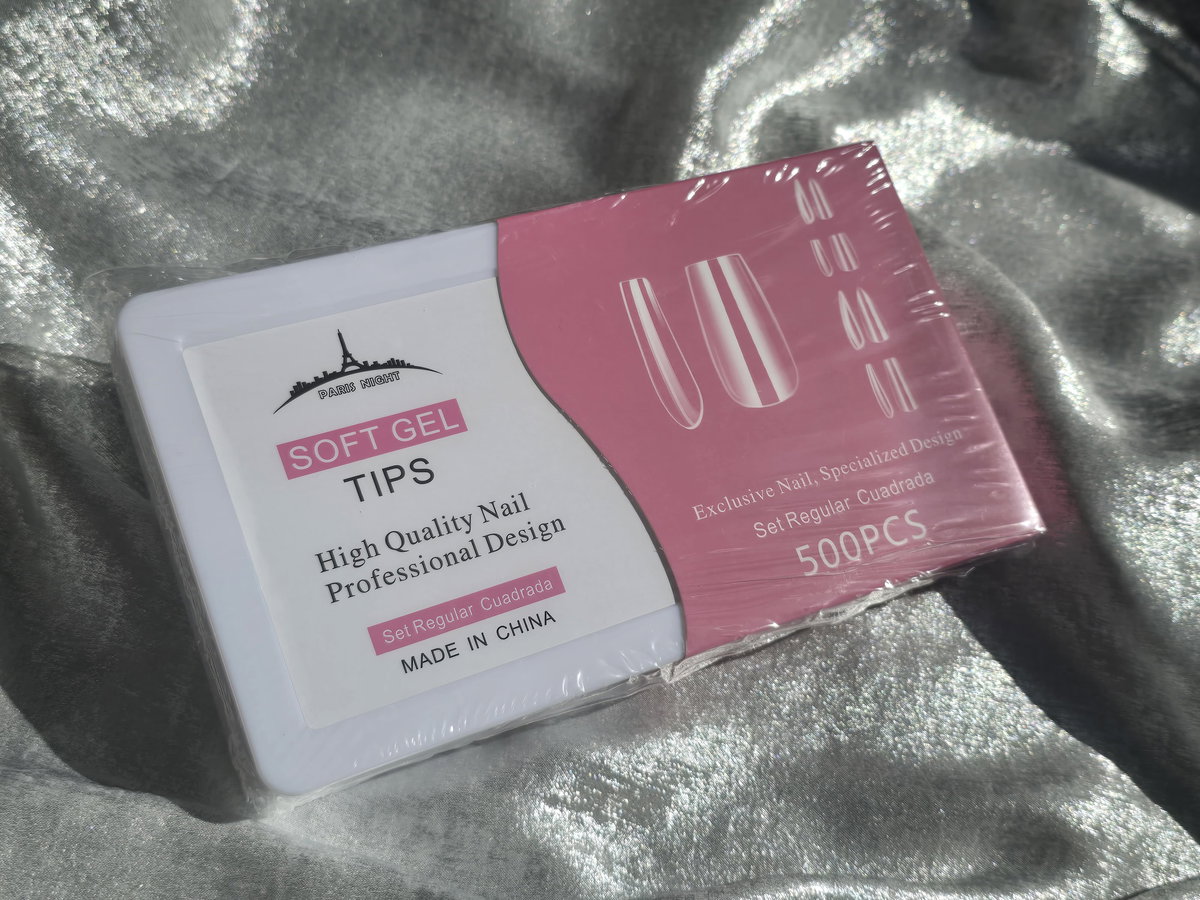 PARIS NIGHT
SOFT GEL
TIPS
High Quality Nail
Professional Design
Set Regular Cuadrada
MADE IN CHINA
Exclusive Nail, Specialized Design
Set Regular Cuadrada
500PCS